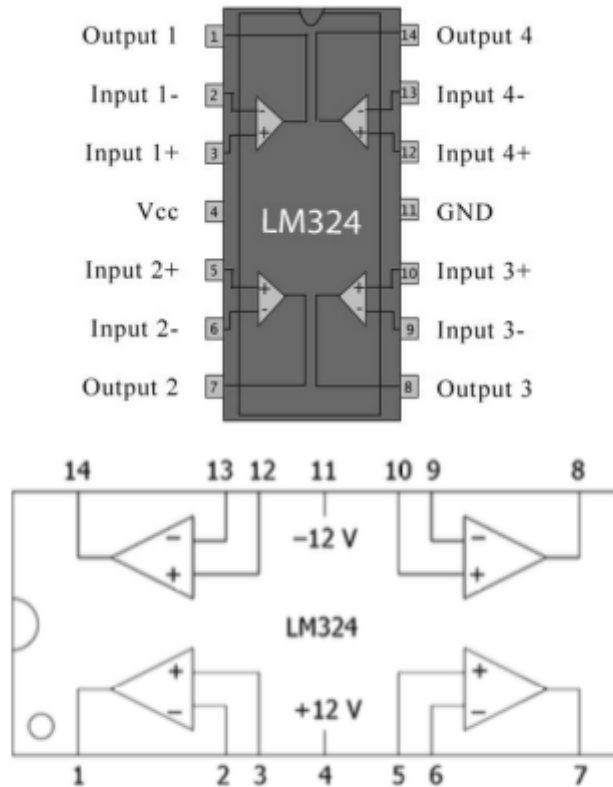 Output 1 1 14 Output 4
Input 1- 2 - - 13 Input 4-
Input 1+ 3 + + 12 Input 4+
Vcc 4 LM324 11 GND
Input 2+ 5 + + 10 Input 3+
Input 2- 6 - - 9 Input 3-
Output 2 7 8 Output 3
14 13 12 11 10 9 8
− −12 V −
+ +
LM324
+ +
− +12 V −
1 2 3 4 5 6 7